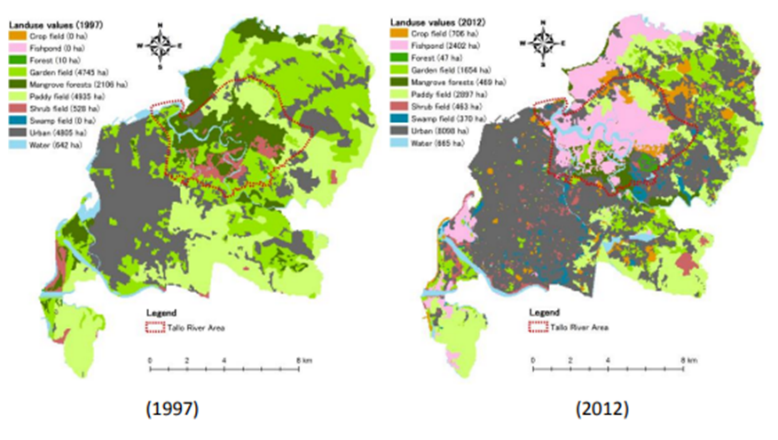 Landuse values (1997)
Crop field (0 ha)
Fishpond (0 ha)
Forest (10 ha)
Garden field (4745 ha)
Mangrove forests (2106 ha)
Paddy field (4935 ha)
Shrub field (528 ha)
Swamp field (0 ha)
Urban (4805 ha)
Water (642 ha)
N
W
E
S
Legend
Tallo River Area
0 2 4 8 km
(1997)
Landuse values (2012)
Crop field (706 ha)
Fishpond (2402 ha)
Forest (47 ha)
Garden field (1654 ha)
Mangrove forests (469 ha)
Paddy field (2897 ha)
Shrub field (463 ha)
Swamp field (370 ha)
Urban (8098 ha)
Water (665 ha)
N
W
E
S
Legend
Tallo River Area
0 2 4 8 km
(2012)